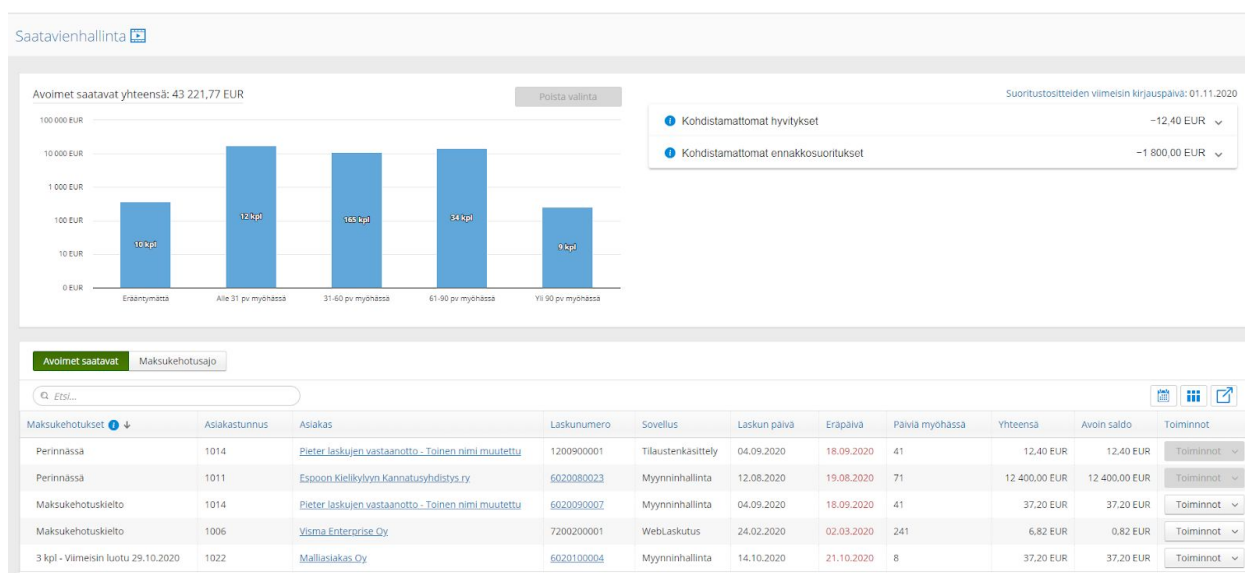 Saatavienhallinta
Avoimet saatavat yhteensä: 43 221,77 EUR
Poista valinta
Suoritustositteiden viimeisin kirjauspäivä: 01.11.2020
100 000 EUR
10 000 EUR
1 000 EUR
100 EUR
10 EUR
0 EUR
10 kpl
12 kpl
165 kpl
34 kpl
9 kpl
Erääntymättä Alle 31 pv myöhässä 31-60 pv myöhässä 61-90 pv myöhässä Yli 90 pv myöhässä
Kohdistamattomat hyvitykset −12,40 EUR
Kohdistamattomat ennakkosuoritukset −1 800,00 EUR
Avoimet saatavat Maksukehotusajo
Etsi...
Maksukehotukset Asiakastunnus Asiakas Laskunumero Sovellus Laskun päivä Eräpäivä Päiviä myöhässä Yhteensä Avoin saldo Toiminnot
Perinnässä 1014 Pieter laskujen vastaanotto - Toinen nimi muutettu 1200900001 Tilaustenkäsittely 04.09.2020 18.09.2020 41 12,40 EUR 12,40 EUR Toiminnot
Perinnässä 1011 Espoon Kielikylvyn Kannatusyhdistys ry 6020080023 Myynninhallinta 12.08.2020 19.08.2020 71 12 400,00 EUR 12 400,00 EUR Toiminnot
Maksukehotuskielto 1014 Pieter laskujen vastaanotto - Toinen nimi muutettu 6020090007 Myynninhallinta 04.09.2020 18.09.2020 41 37,20 EUR 37,20 EUR Toiminnot
Maksukehotuskielto 1006 Visma Enterprise Oy 7200200001 WebLaskutus 24.02.2020 02.03.2020 241 6,82 EUR 0,82 EUR Toiminnot
3 kpl - Viimeisin luotu 29.10.2020 1022 Malliasiakas Oy 6020100004 Myynninhallinta 14.10.2020 21.10.2020 8 37,20 EUR 37,20 EUR Toiminnot